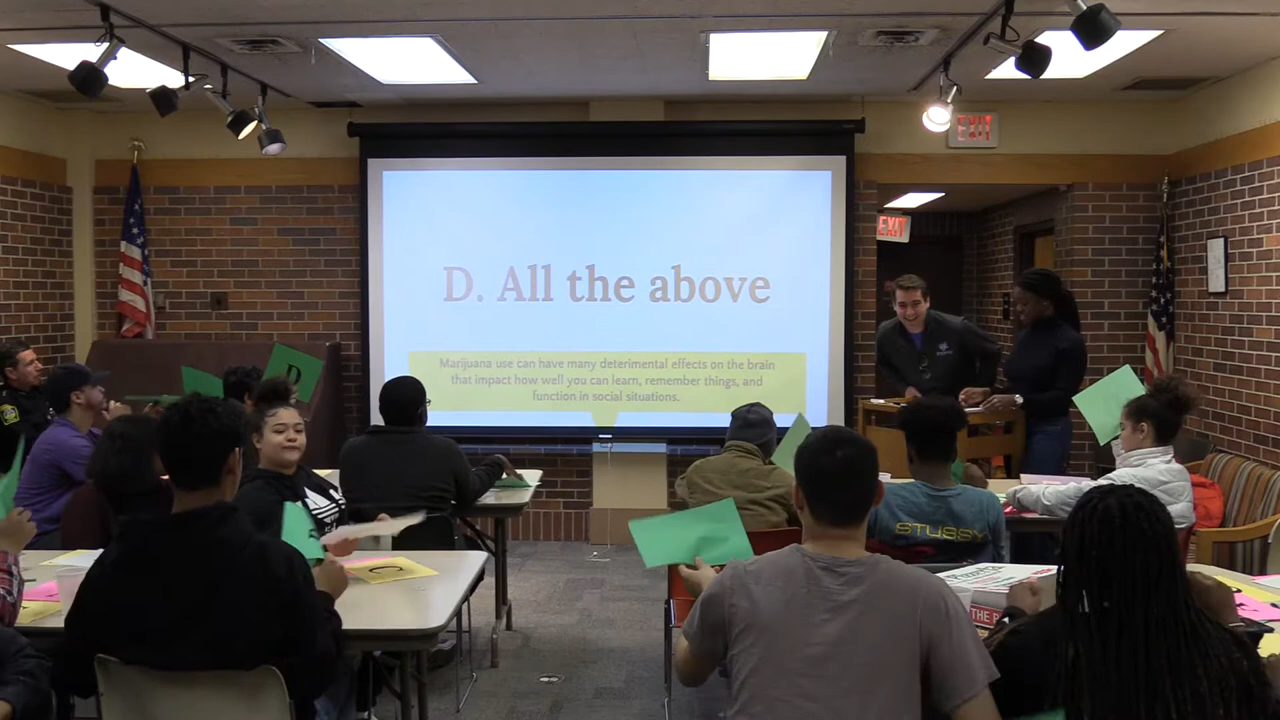 EXIT
EXIT
D. All the above
Marijuana use can have many deterimental effects on the brain
that impact how well you can learn, remember things, and
function in social situations.
D
STUSSY
C
THE